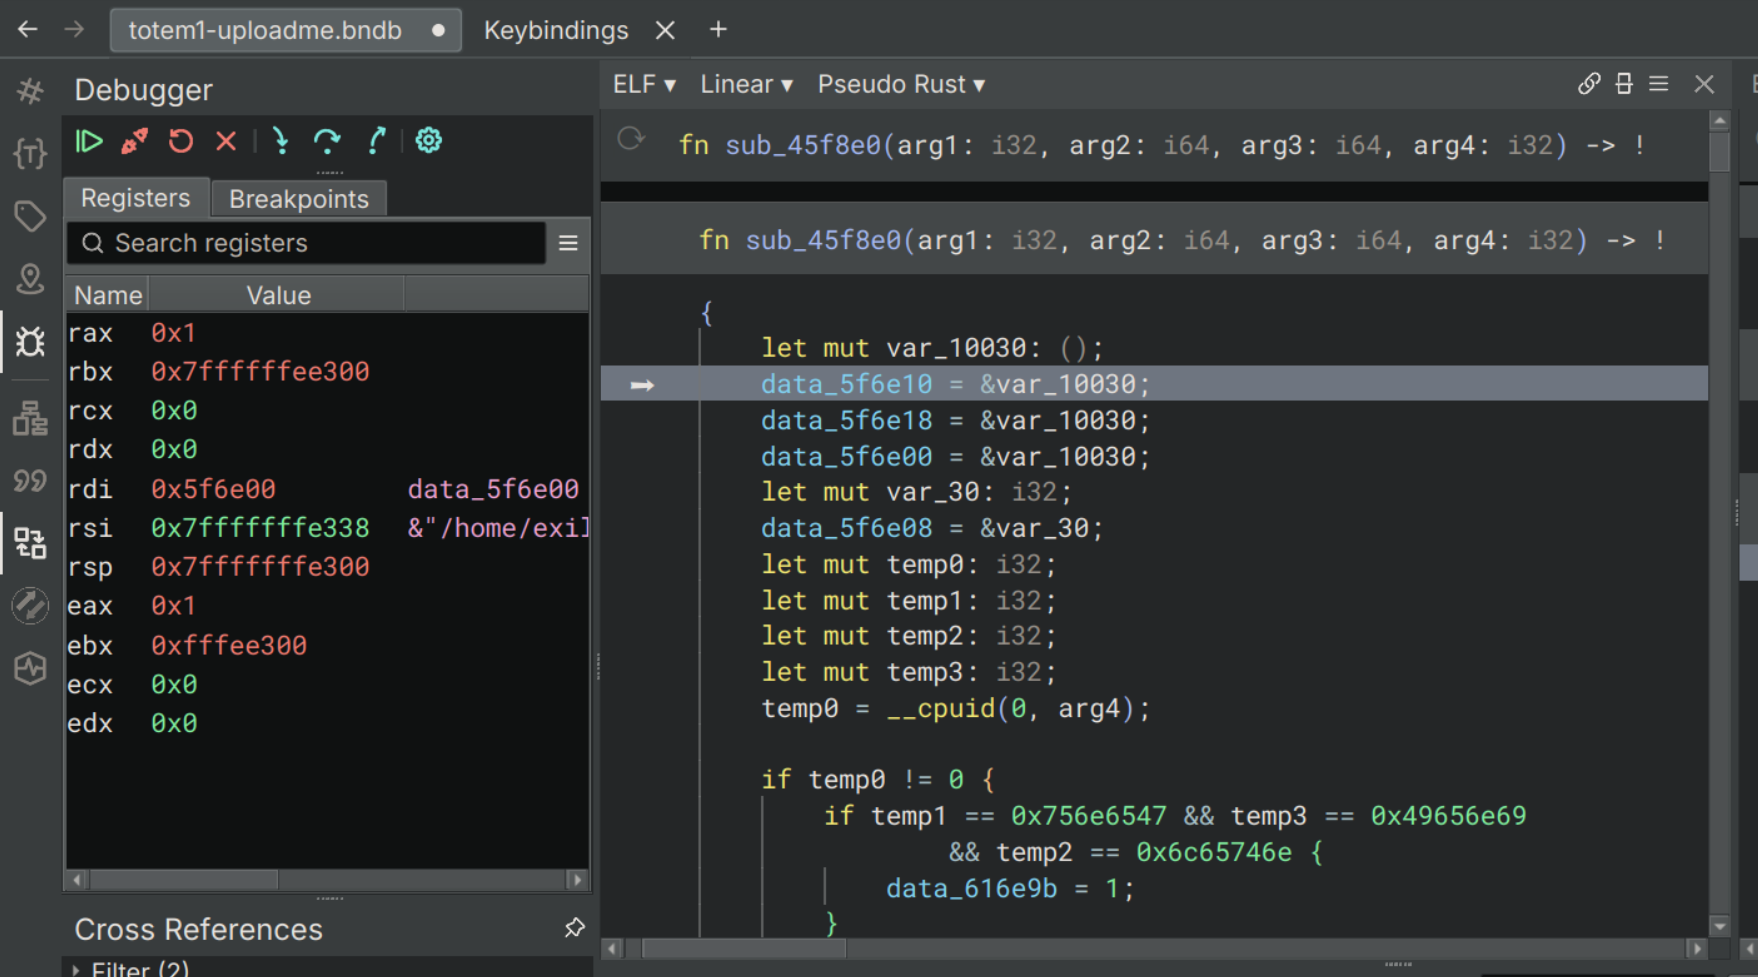 totem1-uploadme.bndb ● Keybindings
Debugger
Registers Breakpoints
Search registers
Name Value
rax 0x1
rbx 0x7ffffffee300
rcx 0x0
rdx 0x0
rdi 0x5f6e00 data_5f6e00
rsi 0x7fffffffe338 &"/home/exil
rsp 0x7fffffffe300
eax 0x1
ebx 0xfffee300
ecx 0x0
edx 0x0
Cross References
Filter (2)
ELF ▾ Linear ▾ Pseudo Rust ▾
fn sub_45f8e0(arg1: i32, arg2: i64, arg3: i64, arg4: i32) -> !
fn sub_45f8e0(arg1: i32, arg2: i64, arg3: i64, arg4: i32) -> !
{
let mut var_10030: ();
data_5f6e10 = &var_10030;
data_5f6e18 = &var_10030;
data_5f6e00 = &var_10030;
let mut var_30: i32;
data_5f6e08 = &var_30;
let mut temp0: i32;
let mut temp1: i32;
let mut temp2: i32;
let mut temp3: i32;
temp0 = __cpuid(0, arg4);
if temp0 != 0 {
if temp1 == 0x756e6547 && temp3 == 0x49656e69
&& temp2 == 0x6c65746e {
data_616e9b = 1;
}